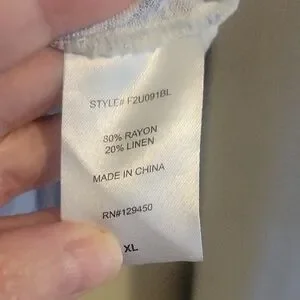 STYLE# F2U091BL
80% RAYON
20% LINEN
MADE IN CHINA
RN#129450
XL